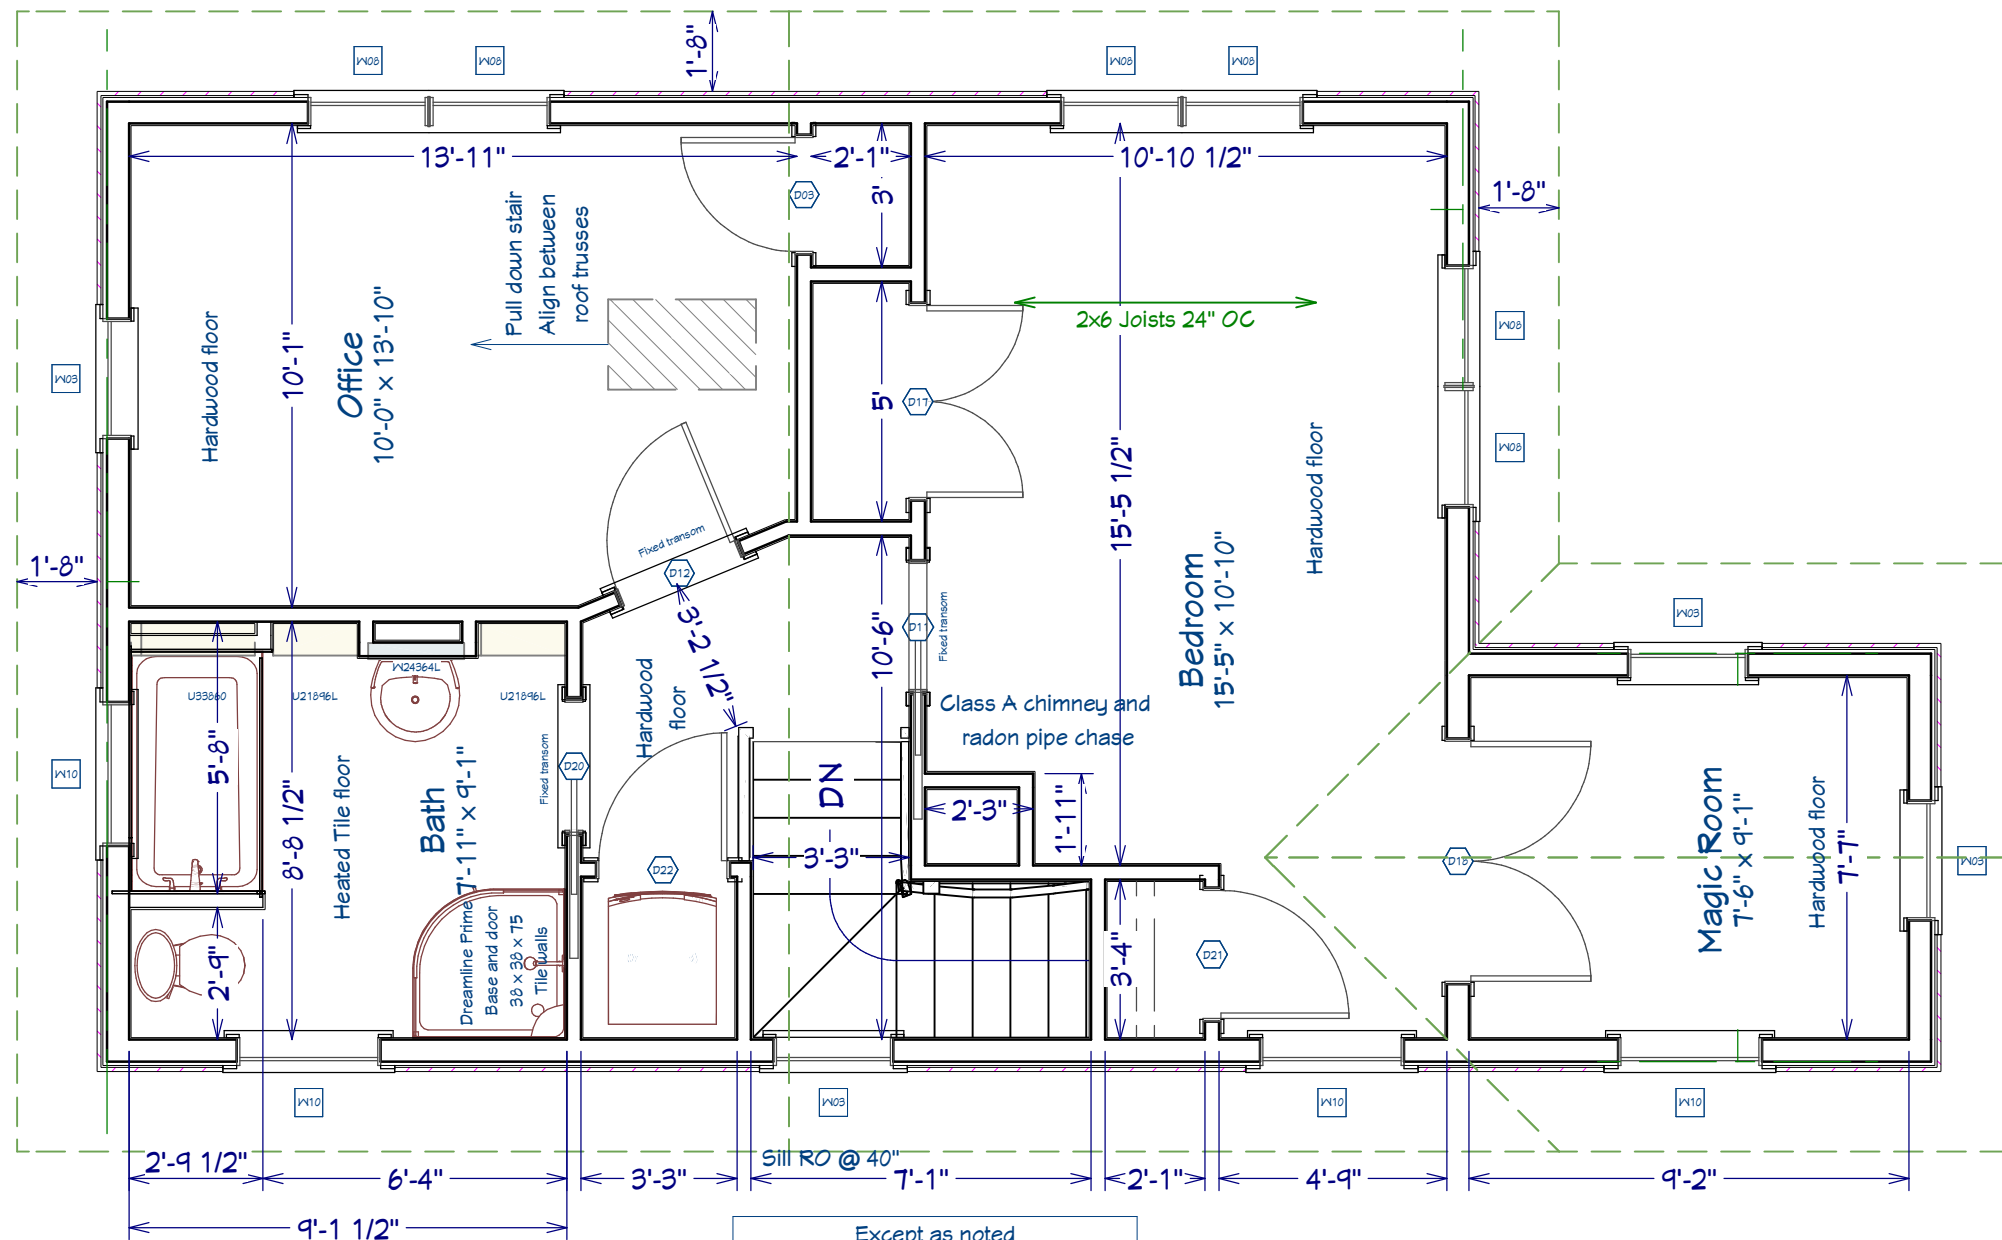 W08
W08
W08
W08
1'-8"
13'-11"
2'-1"
10'-10 1/2"
1'-8"
D03
3'
Pull down stair
Align between
roof trusses
2x6 Joists 24" OC
W08
W08
W03
Hardwood floor
10'-1"
Office
10'-0" x 13'-10"
5'
D17
15'-5 1/2"
Hardwood floor
Bedroom
15'-5" x 10'-10"
1'-8"
Fixed transom
D12
3'-2 1/2"
10'-6"
D11
Fixed transom
W03
W24364L
U33860
U21896L
U21896L
Hardwood
floor
Class A chimney and
radon pipe chase
W10
5'-8"
8'-8 1/2"
Heated Tile floor
Bath
7'-11" x 9'-1"
Fixed transom
D20
DN
2'-3"
1'-11"
3'-3"
D22
D18
Magic Room
7'-6" x 9'-1"
Hardwood floor
7'-7"
W03
2'-9"
Dreamline Prime
Base and door
38 x 38 x 75
Tile walls
3'-4"
D21
W10
W03
W10
W10
Sill RO @ 40"
2'-9 1/2"
6'-4"
3'-3"
7'-1"
2'-1"
4'-9"
9'-2"
9'-1 1/2"
Except as noted